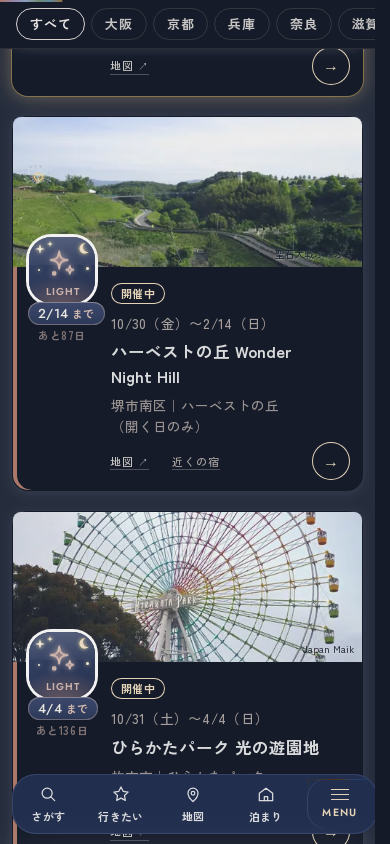 すべて
大阪
京都
兵庫
奈良
滋賀
地図 ↗
→
LIGHT
2/14 まで
あと87日
開催中
10/30（金）〜2/14（日）
ハーベストの丘 Wonder
Night Hill
堺市南区｜ハーベストの丘
（開く日のみ）
地図 ↗
近くの宿
→
Japan Maik
LIGHT
4/4 まで
あと136日
開催中
10/31（土）〜4/4（日）
ひらかたパーク 光の遊園地
さがす
行きたい
地図
泊まり
MENU